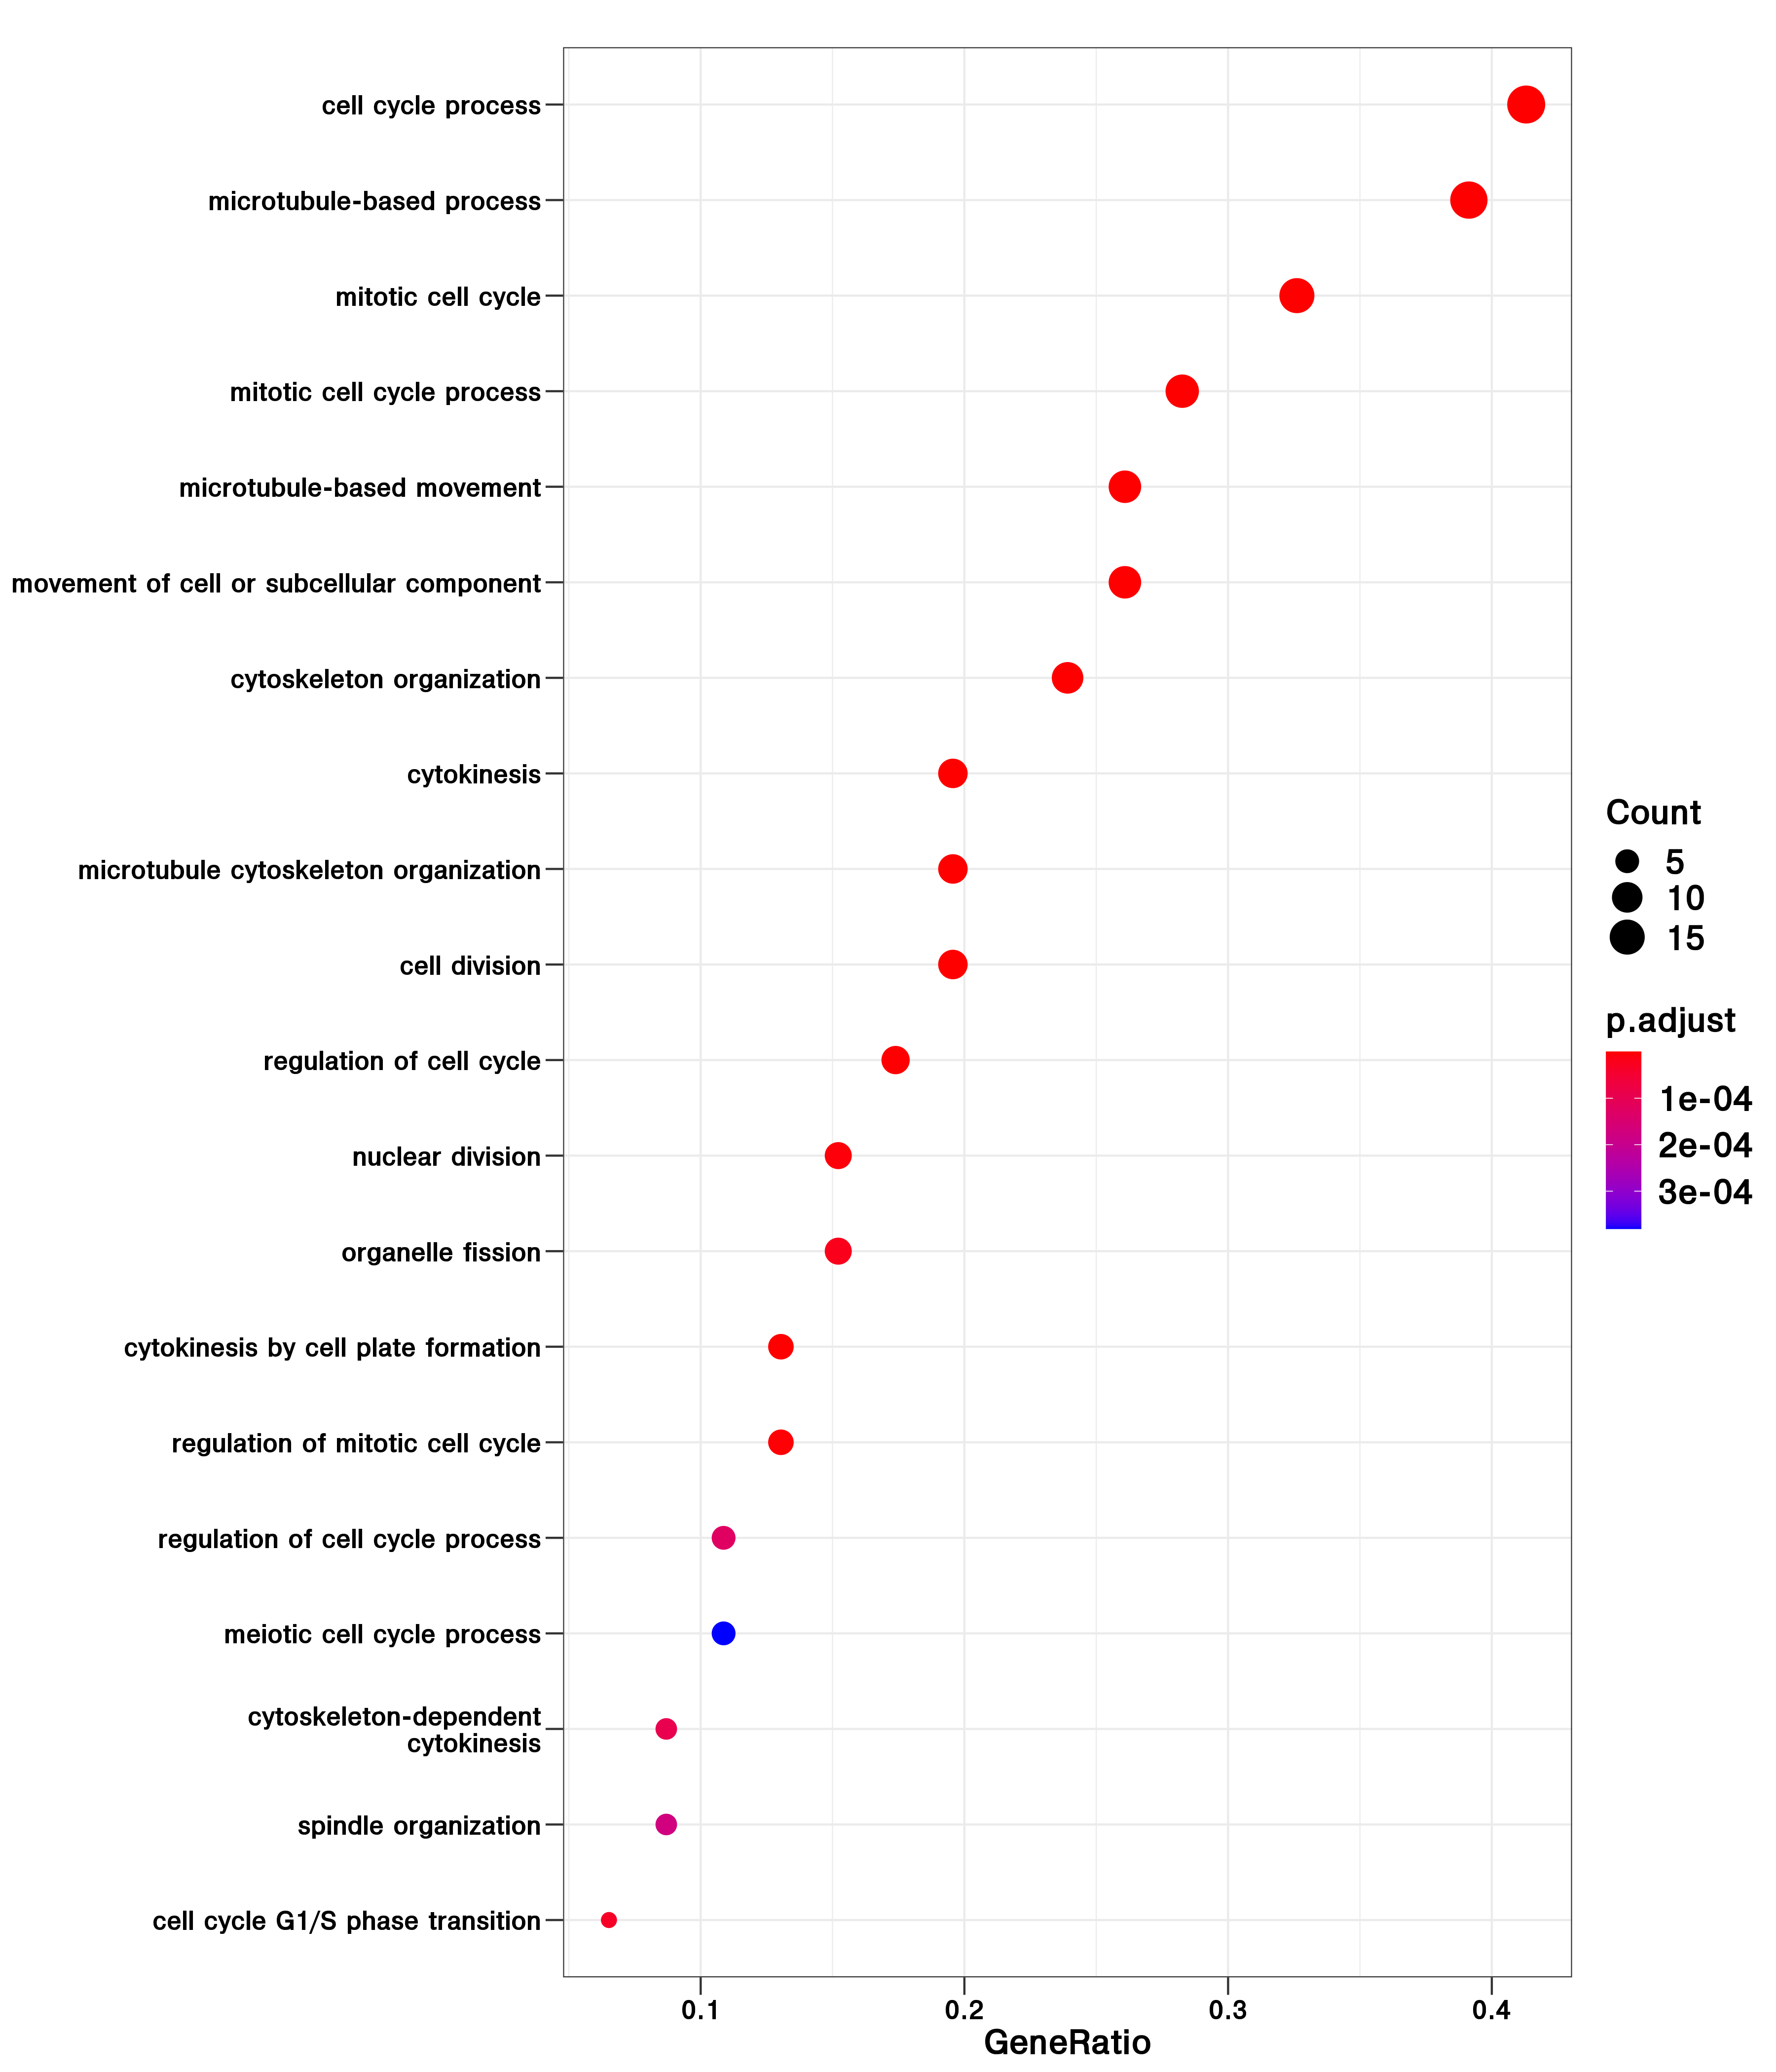 cell cycle process
microtubule-based process
mitotic cell cycle
mitotic cell cycle process
microtubule-based movement
movement of cell or subcellular component
cytoskeleton organization
cytokinesis
microtubule cytoskeleton organization
cell division
regulation of cell cycle
nuclear division
organelle fission
cytokinesis by cell plate formation
regulation of mitotic cell cycle
regulation of cell cycle process
meiotic cell cycle process
cytoskeleton-dependent
cytokinesis
spindle organization
cell cycle G1/S phase transition
0.1 0.2 0.3 0.4
GeneRatio
Count
5
10
15
p.adjust
1e-04
2e-04
3e-04